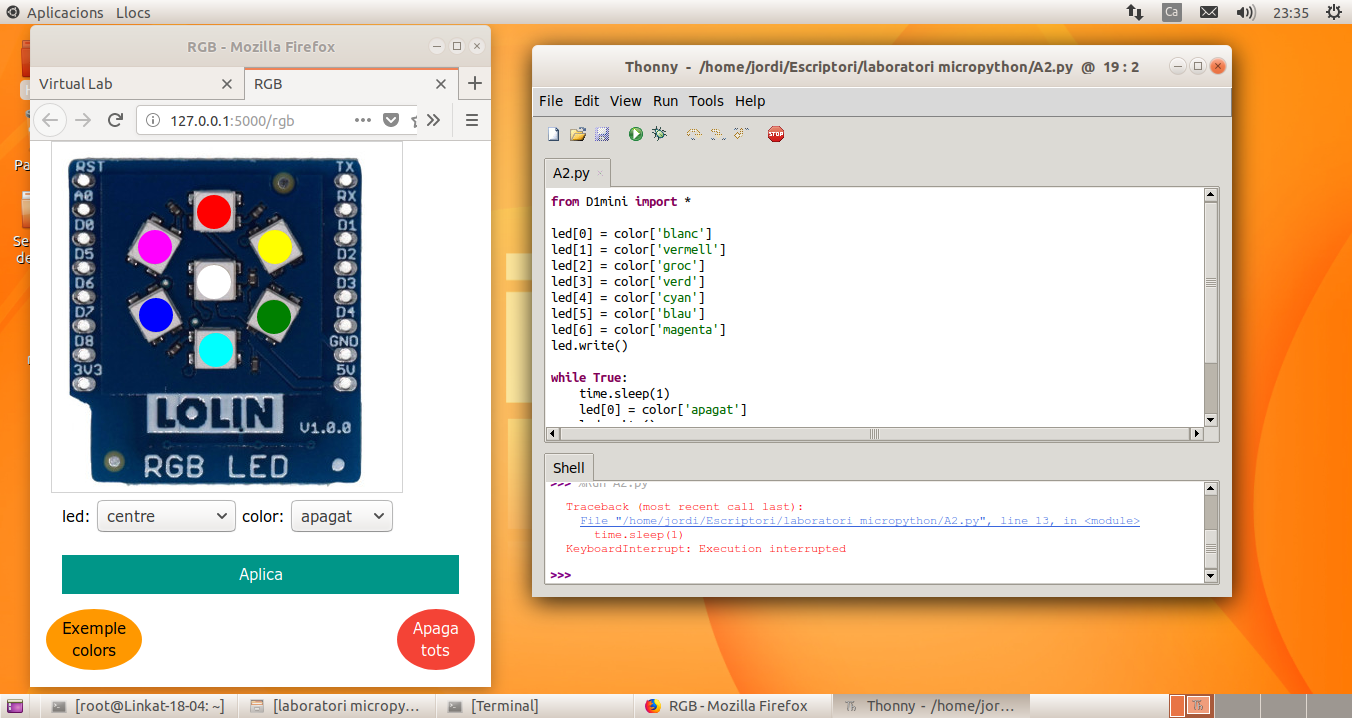 Aplicacions Llocs
Ca 23:35
RGB - Mozilla Firefox
Virtual Lab
RGB
127.0.0.1:5000/rgb
RST TX
A0 RX
D0 D1
D5 D2
D6 D3
D7 D4
D8 GND
3V3 5V
LOLIN V1.0.0
RGB LED
led: centre color: apagat
Aplica
Exemple
colors
Apaga
tots
Thonny - /home/jordi/Escriptori/laboratori micropython/A2.py @ 19 : 2
File Edit View Run Tools Help
STOP
A2.py
from D1mini import *
led[0] = color['blanc']
led[1] = color['vermell']
led[2] = color['groc']
led[3] = color['verd']
led[4] = color['cyan']
led[5] = color['blau']
led[6] = color['magenta']
led.write()
while True:
time.sleep(1)
led[0] = color['apagat']
Shell
>>> %Run A2.py
Traceback (most recent call last):
File "/home/jordi/Escriptori/laboratori micropython/A2.py", line 13, in <module>
time.sleep(1)
KeyboardInterrupt: Execution interrupted
>>>
[root@Linkat-18-04: ~]
[laboratori micropy...
[Terminal]
RGB - Mozilla Firefox
Thonny - /home/jor...